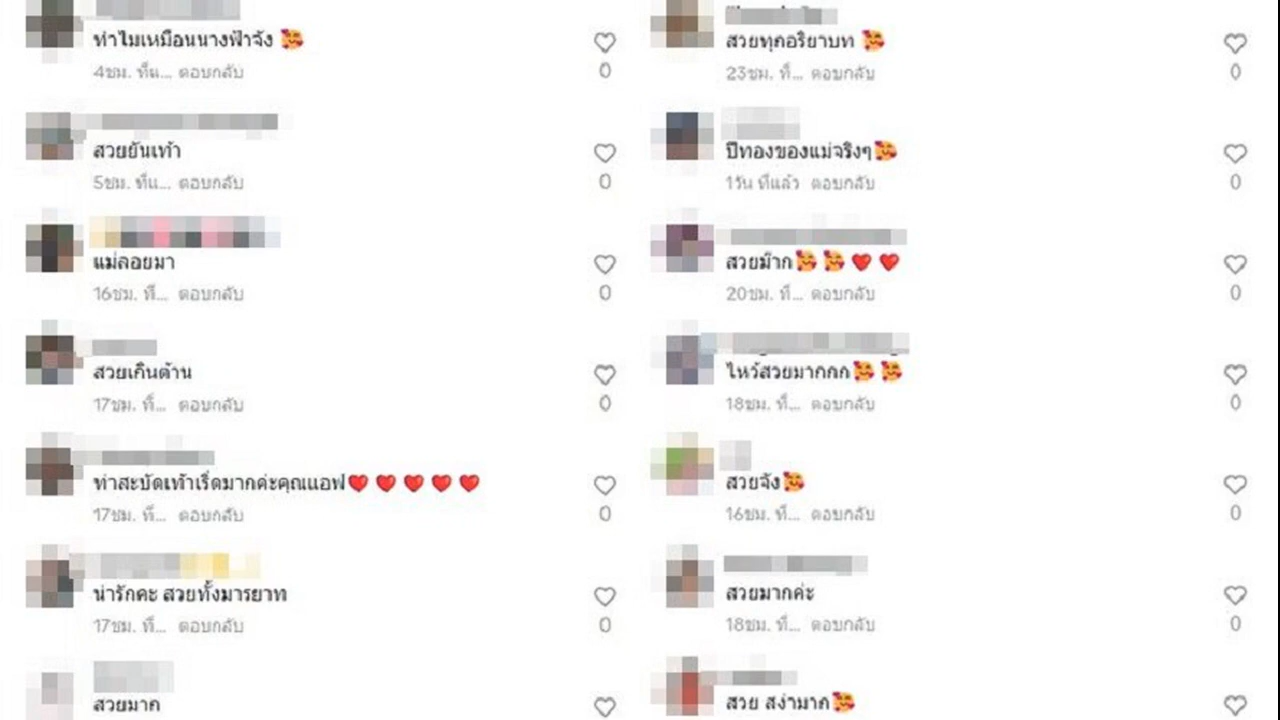 ทำไมเหมือนนางฟ้าจัง 🥰
4ชม. ที่แ... ตอบกลับ
0
สวยยันเท้า
5ชม. ที่แ... ตอบกลับ
0
แม่ลอยมา
16ชม. ที่... ตอบกลับ
0
สวยเกินต้าน
17ชม. ที่... ตอบกลับ
0
ท่าสะบัดเท้าเริ่ดมากค่ะคุณแอฟ❤️❤️❤️❤️❤️
17ชม. ที่... ตอบกลับ
0
น่ารักคะ สวยทั้งมารยาท
17ชม. ที่... ตอบกลับ
0
สวยมาก
สวยทุกอริยาบท 🥰
23ชม. ที่... ตอบกลับ
0
ปีทองของแม่จริงๆ🥰
1วัน ที่แล้ว ตอบกลับ
0
สวยม๊าก🥰🥰❤️❤️
20ชม. ที่... ตอบกลับ
0
ไหว้สวยมากกก🥰🥰
18ชม. ที่... ตอบกลับ
0
สวยจัง🥰
16ชม. ที่... ตอบกลับ
0
สวยมากค่ะ
18ชม. ที่... ตอบกลับ
0
สวย สง่ามาก🥰